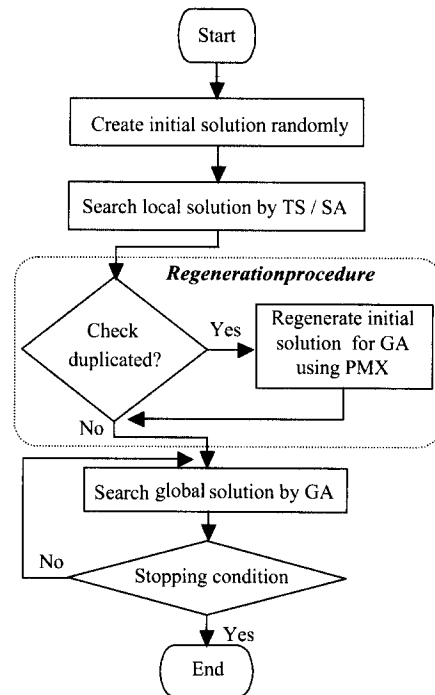 Start
Create initial solution randomly
Search local solution by TS / SA
Regenerationprocedure
Check
duplicated?
Yes
Regenerate initial
solution for GA
using PMX
No
Search global solution by GA
No
Stopping condition
Yes
End